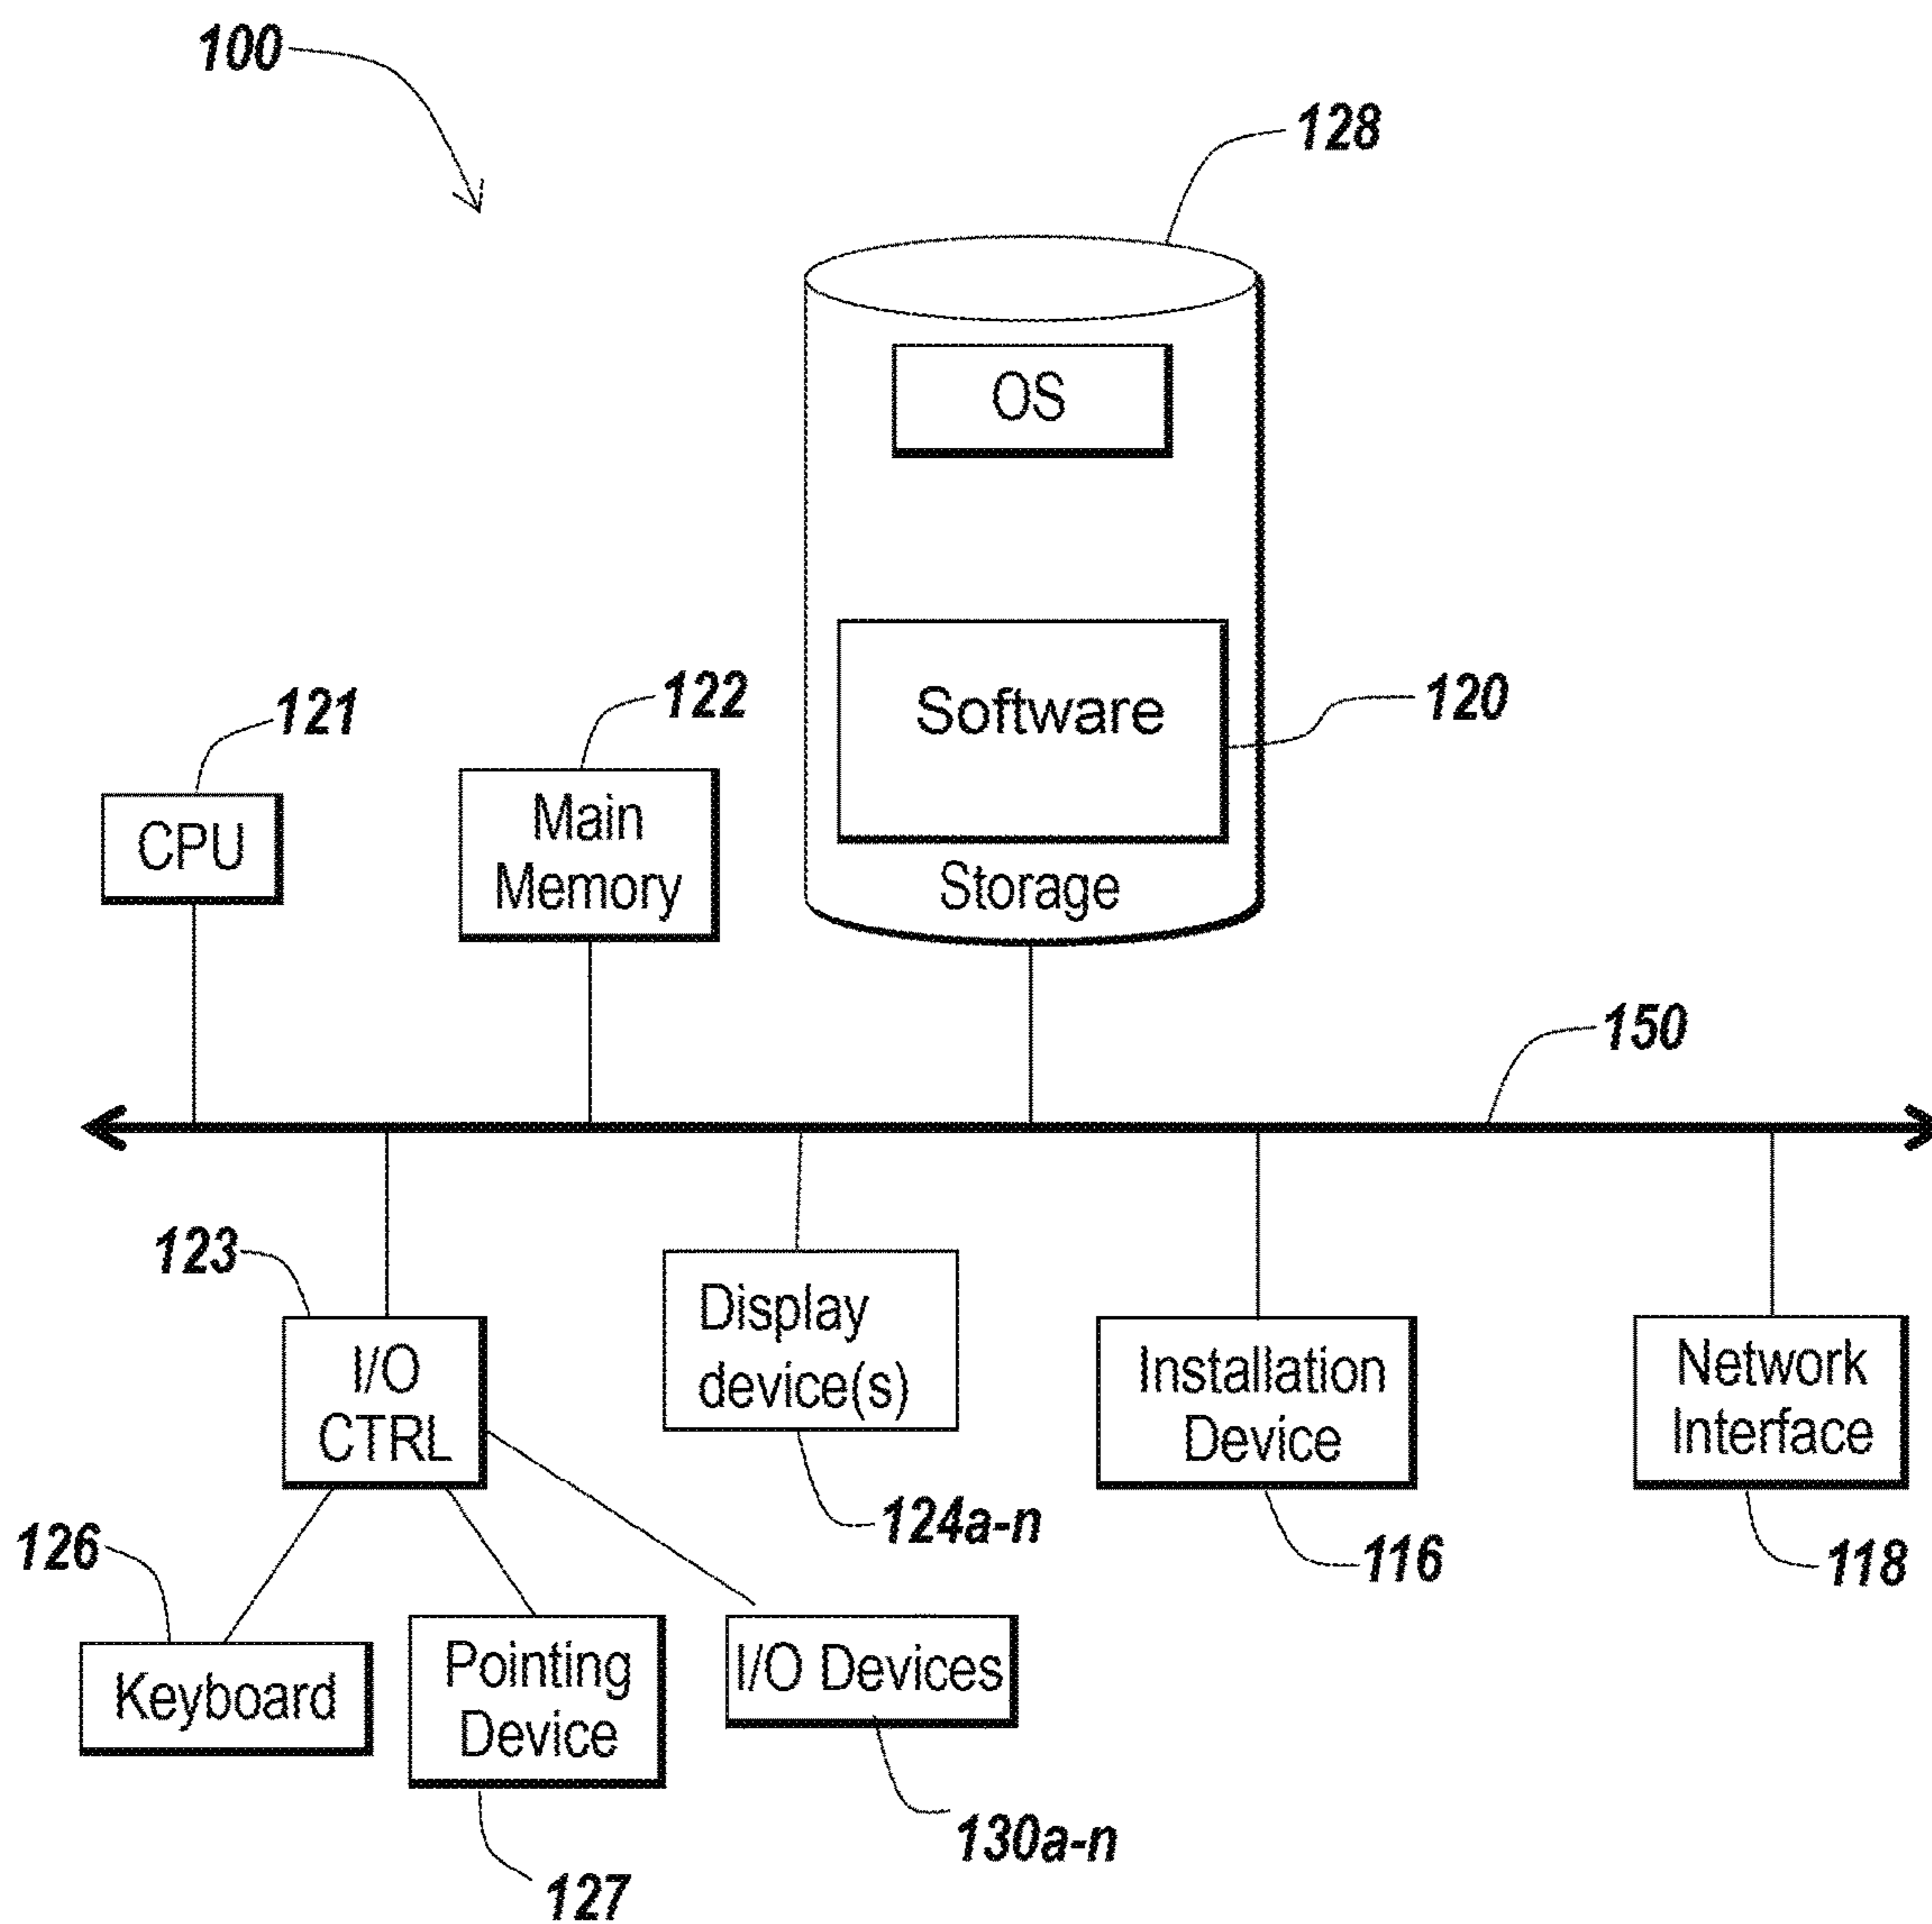 100
128
OS
Software
120
121
122
CPU
Main
Memory
Storage
150
123
I/O
CTRL
Display
device(s)
Installation
Device
Network
Interface
124a-n
116
118
126
Keyboard
Pointing
Device
I/O Devices
130a-n
127